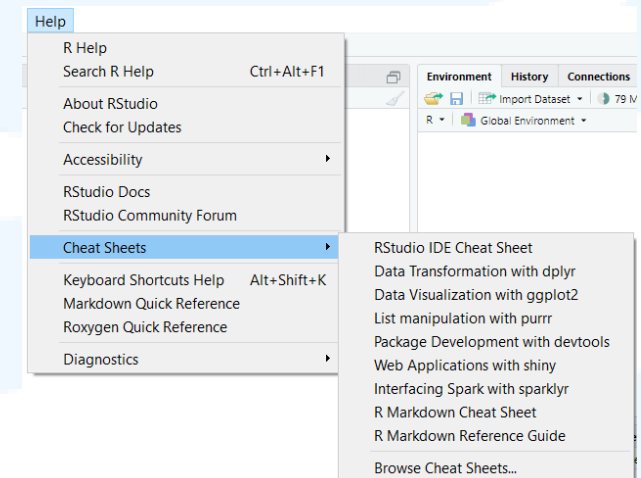 Help
R Help
Search R Help Ctrl+Alt+F1
About RStudio
Check for Updates
Accessibility
RStudio Docs
RStudio Community Forum
Cheat Sheets
Keyboard Shortcuts Help Alt+Shift+K
Markdown Quick Reference
Roxygen Quick Reference
Diagnostics
Environment History Connections
Import Dataset 79 M
R Global Environment
RStudio IDE Cheat Sheet
Data Transformation with dplyr
Data Visualization with ggplot2
List manipulation with purrr
Package Development with devtools
Web Applications with shiny
Interfacing Spark with sparklyr
R Markdown Cheat Sheet
R Markdown Reference Guide
Browse Cheat Sheets...